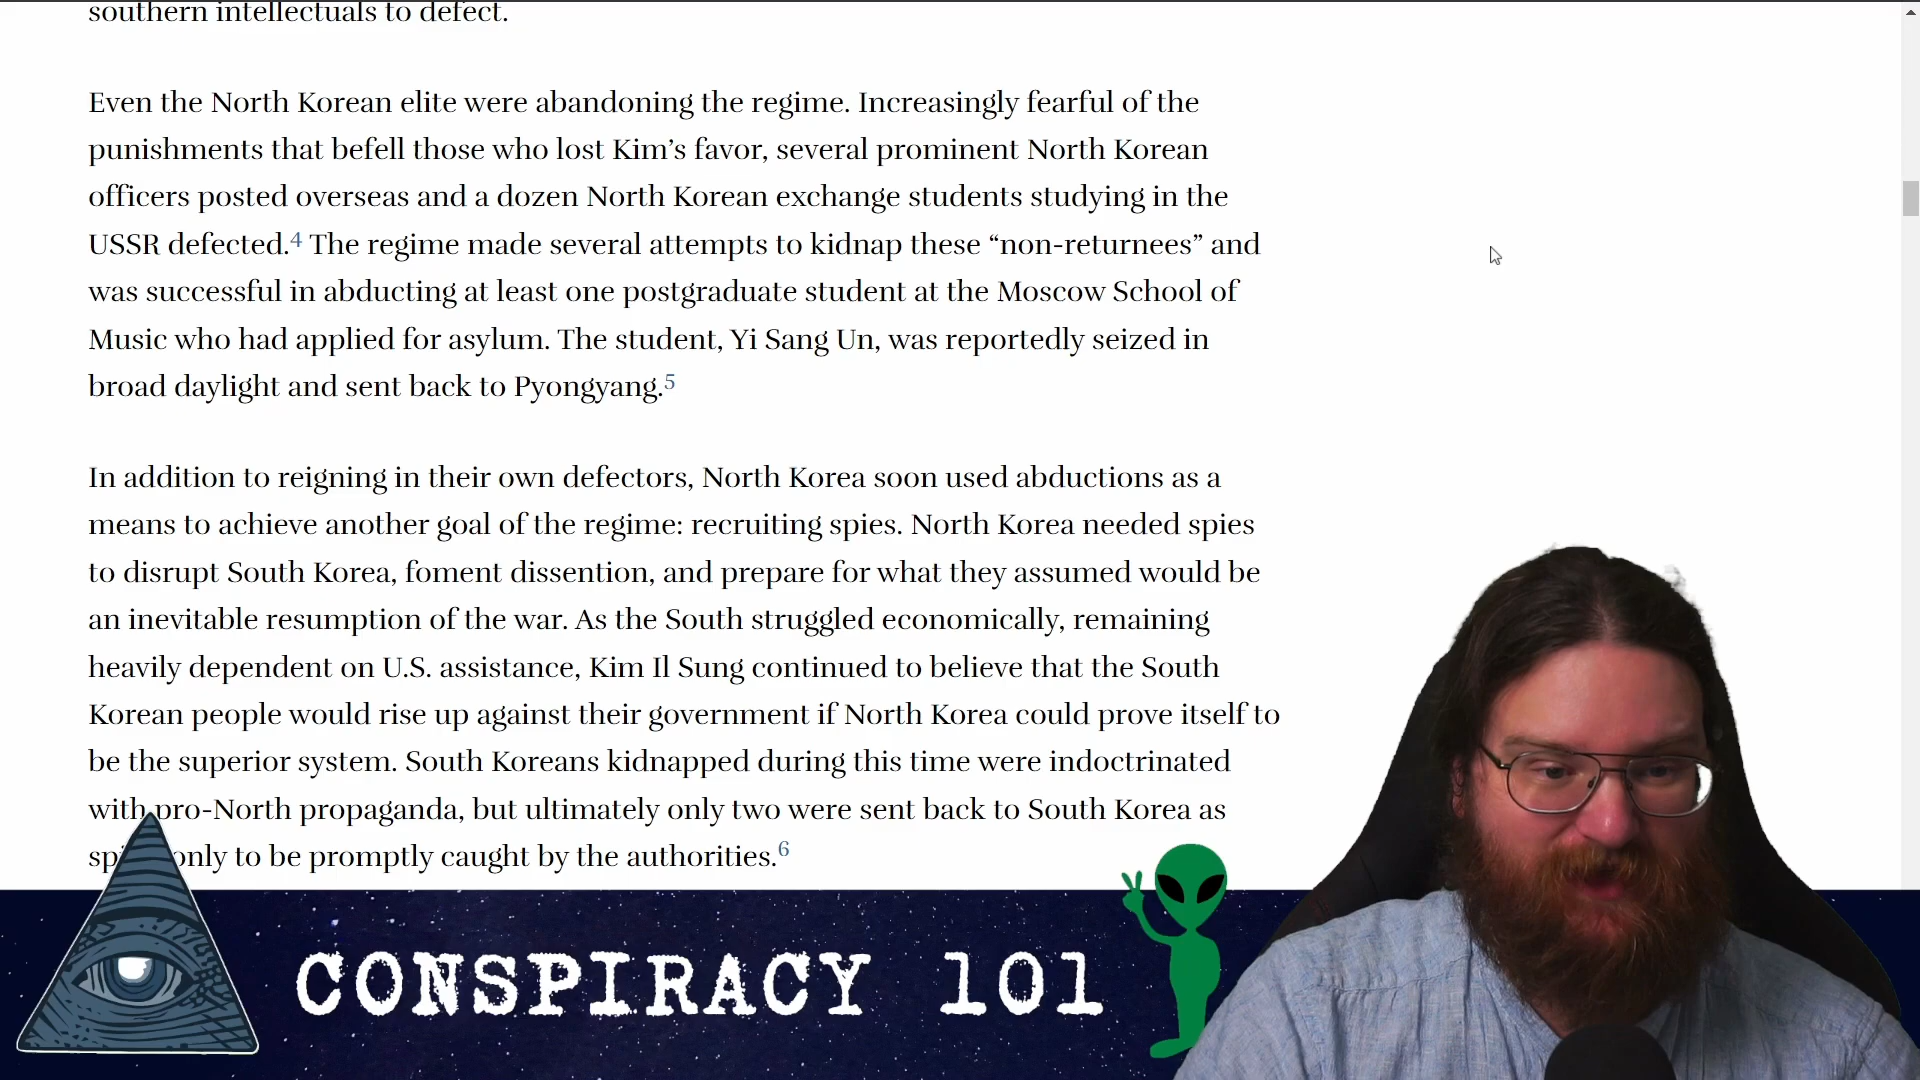 southern intellectuals to defect.
Even the North Korean elite were abandoning the regime. Increasingly fearful of the
punishments that befell those who lost Kim’s favor, several prominent North Korean
officers posted overseas and a dozen North Korean exchange students studying in the
USSR defected.4 The regime made several attempts to kidnap these “non-returnees” and
was successful in abducting at least one postgraduate student at the Moscow School of
Music who had applied for asylum. The student, Yi Sang Un, was reportedly seized in
broad daylight and sent back to Pyongyang.5
In addition to reigning in their own defectors, North Korea soon used abductions as a
means to achieve another goal of the regime: recruiting spies. North Korea needed spies
to disrupt South Korea, foment dissention, and prepare for what they assumed would be
an inevitable resumption of the war. As the South struggled economically, remaining
heavily dependent on U.S. assistance, Kim Il Sung continued to believe that the South
Korean people would rise up against their government if North Korea could prove itself to
be the superior system. South Koreans kidnapped during this time were indoctrinated
with pro-North propaganda, but ultimately only two were sent back to South Korea as
only to be promptly caught by the authorities.6
CONSPIRACY 101